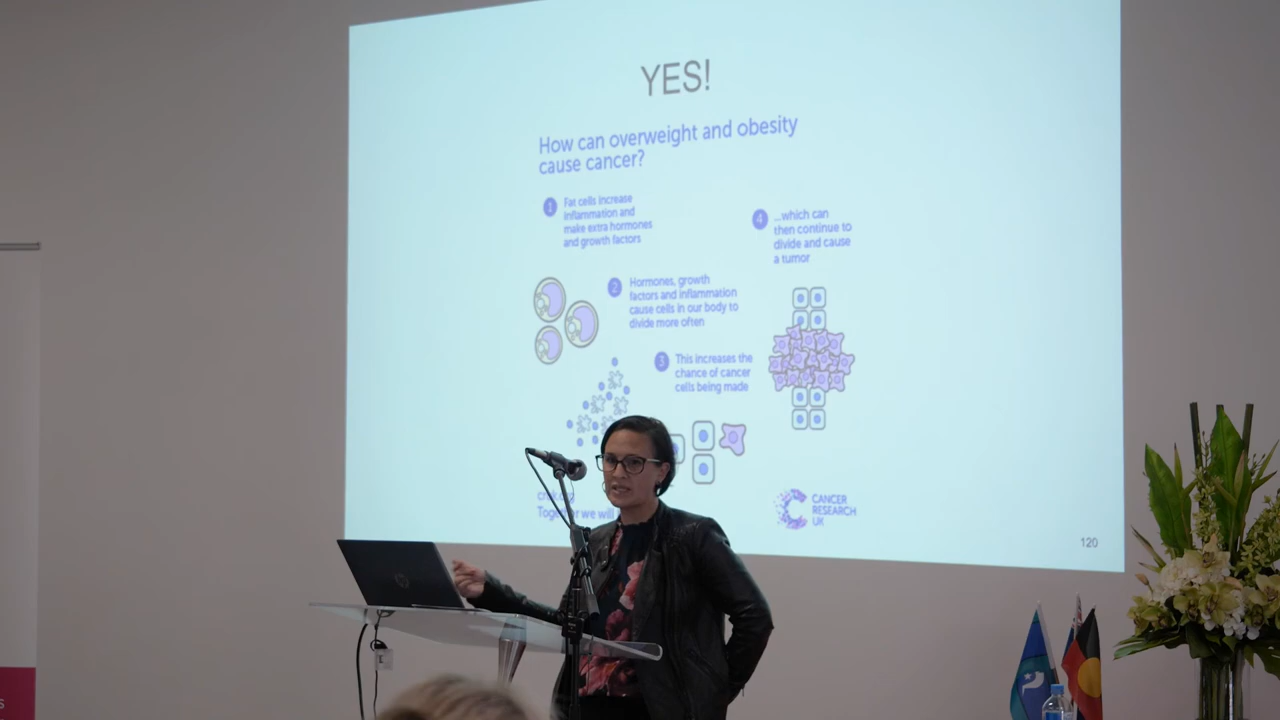 YES!
How can overweight and obesity
cause cancer?
1 Fat cells increase
inflammation and
make extra hormones
and growth factors
2 Hormones, growth
factors and inflammation
cause cells in our body to
divide more often
3 This increases the
chance of cancer
cells being made
4 ...which can
then continue to
divide and cause
a tumor
we will
CANCER
RESEARCH
UK
120